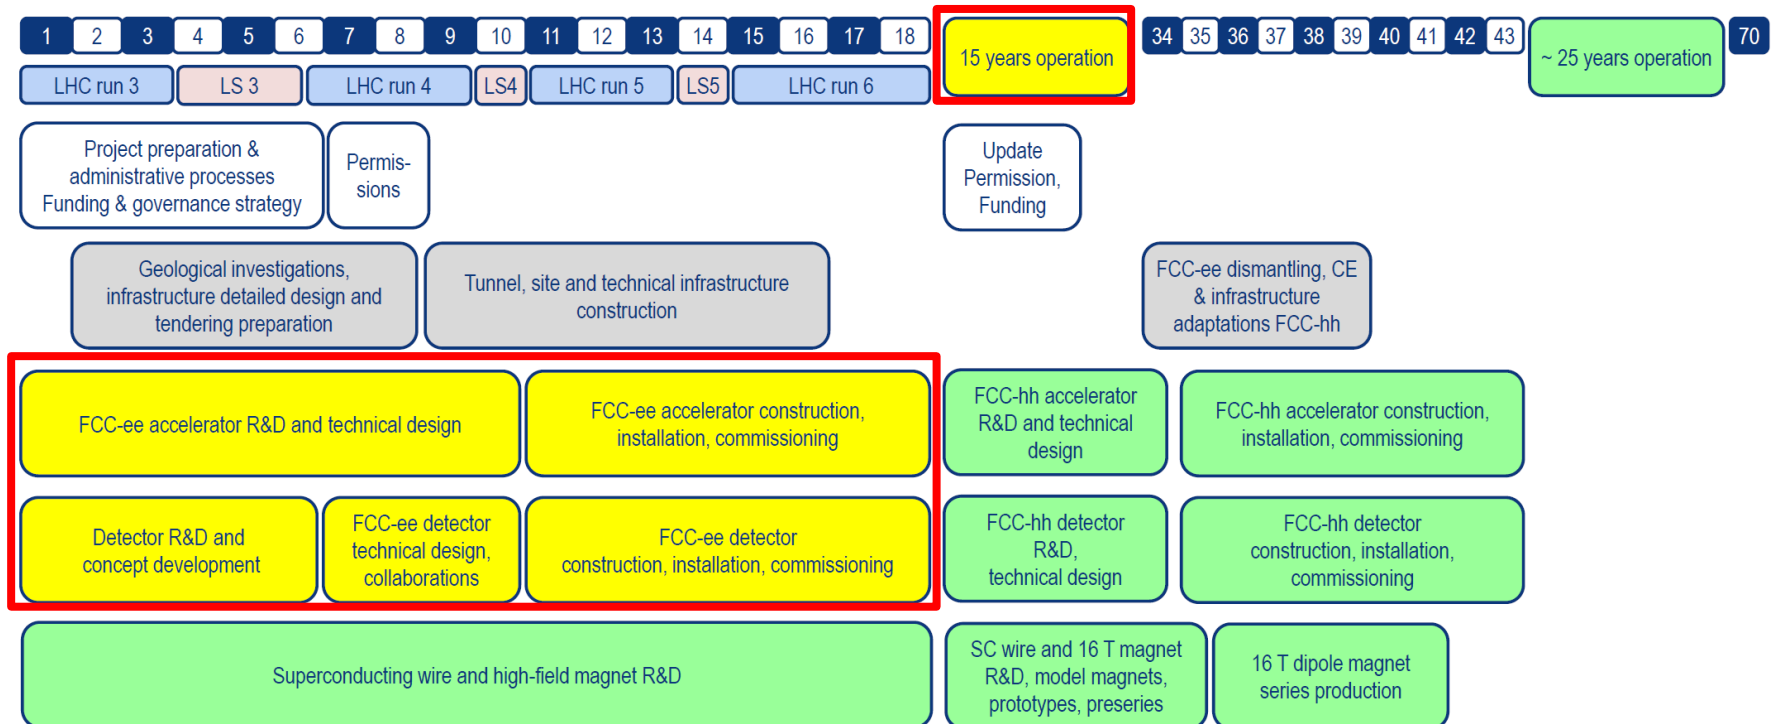 1 2 3 4 5 6 7 8 9 10 11 12 13 14 15 16 17 18
15 years operation
34 35 36 37 38 39 40 41 42 43
~ 25 years operation
70
LHC run 3
LS 3
LHC run 4
LS4
LHC run 5
LS5
LHC run 6
Project preparation &
administrative processes
Funding & governance strategy
Permis-
sions
Update
Permission,
Funding
Geological investigations,
infrastructure detailed design and
tendering preparation
Tunnel, site and technical infrastructure
construction
FCC-ee dismantling, CE
& infrastructure
adaptations FCC-hh
FCC-ee accelerator R&D and technical design
FCC-ee accelerator construction,
installation, commissioning
FCC-hh accelerator
R&D and technical
design
FCC-hh accelerator construction,
installation, commissioning
Detector R&D and
concept development
FCC-ee detector
technical design,
collaborations
FCC-ee detector
construction, installation, commissioning
FCC-hh detector
R&D,
technical design
FCC-hh detector
construction, installation,
commissioning
Superconducting wire and high-field magnet R&D
SC wire and 16 T magnet
R&D, model magnets,
prototypes, preseries
16 T dipole magnet
series production